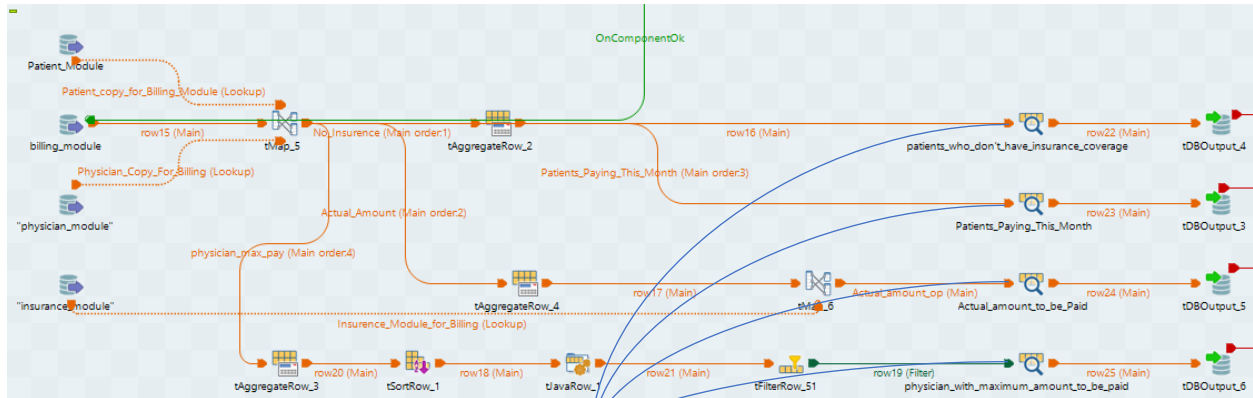 OnComponentOk
Patient_Module
Patient_copy_for_Billing_Module (Lookup)
row15 (Main)
No_Insurence (Main order:1)
row16 (Main)
row22 (Main)
billing_module
tMap_5
tAggregateRow_2
patients_who_don't_have_insurance_coverage
tDBOutput_4
Physician_Copy_For_Billing (Lookup)
Patients_Paying_This_Month (Main order:3)
"physician_module"
Actual_Amount (Main order:2)
row23 (Main)
Patients_Paying_This_Month
tDBOutput_3
physician_max_pay (Main order:4)
row17 (Main)
Actual_amount_op (Main)
row24 (Main)
"insurance_module"
tAggregateRow_4
tMap_6
Actual_amount_to_be_Paid
tDBOutput_5
Insurence_Module_for_Billing (Lookup)
row20 (Main)
row18 (Main)
row21 (Main)
row19 (Filter)
row25 (Main)
tAggregateRow_3
tSortRow_1
tJavaRow_1
tFilterRow_51
physician_with_maximum_amount_to_be_paid
tDBOutput_6